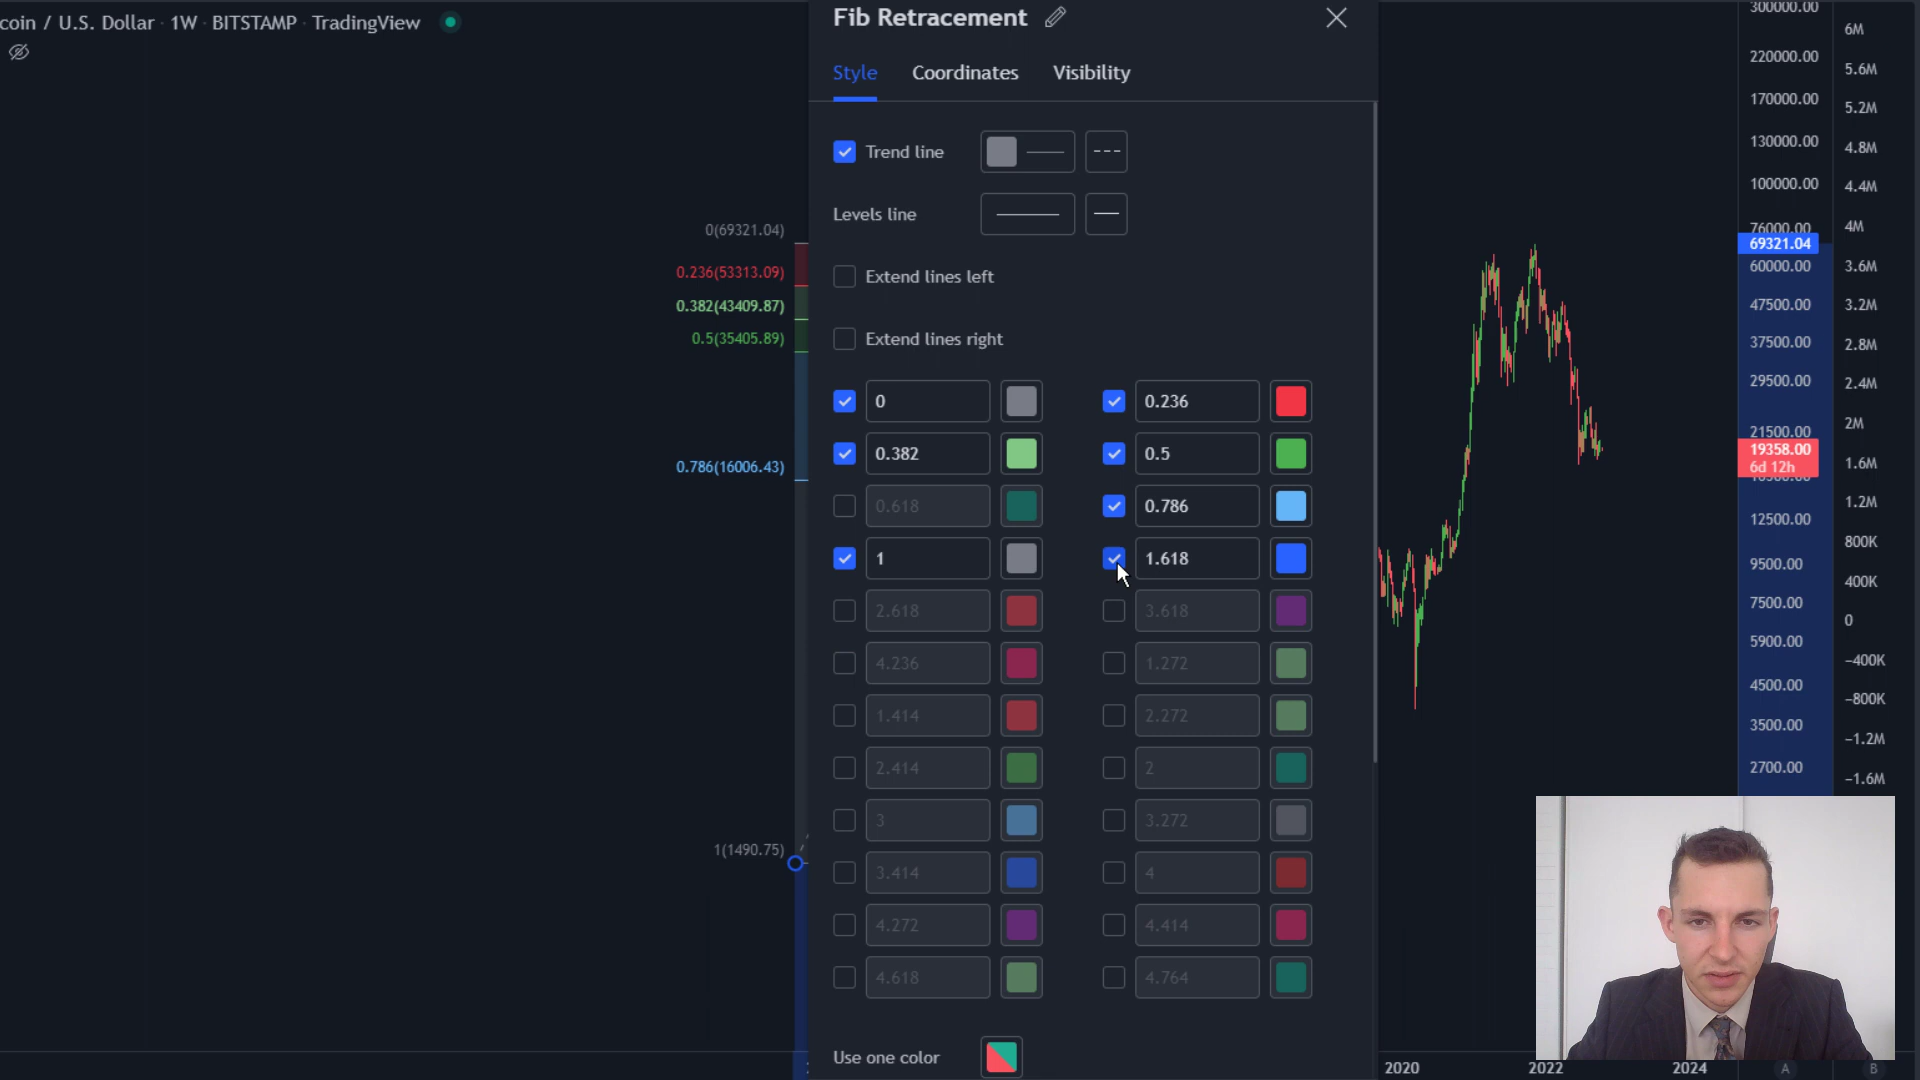 coin / U.S. Dollar · 1W · BITSTAMP · TradingView
Fib Retracement
Style Coordinates Visibility
Trend line
Levels line
Extend lines left
Extend lines right
0 0.236
0.382 0.5
0.618 0.786
1 1.618
2.618 3.618
4.236 1.272
1.414 2.272
2.414 2
3 3.272
3.414 4
4.272 4.414
4.618 4.764
Use one color
0(69321.04)
0.236(53313.09)
0.382(43409.87)
0.5(35405.89)
0.786(16006.43)
1(1490.75)
300000.00
220000.00
170000.00
130000.00
100000.00
76000.00
69321.04
60000.00
47500.00
37500.00
29500.00
21500.00
19358.00
6d 12h
12500.00
9500.00
7500.00
5900.00
4500.00
3500.00
2700.00
6M
5.6M
5.2M
4.8M
4.4M
4M
3.6M
3.2M
2.8M
2.4M
2M
1.6M
1.2M
800K
400K
0
−400K
−800K
−1.2M
−1.6M
2020 2022 2024 A B